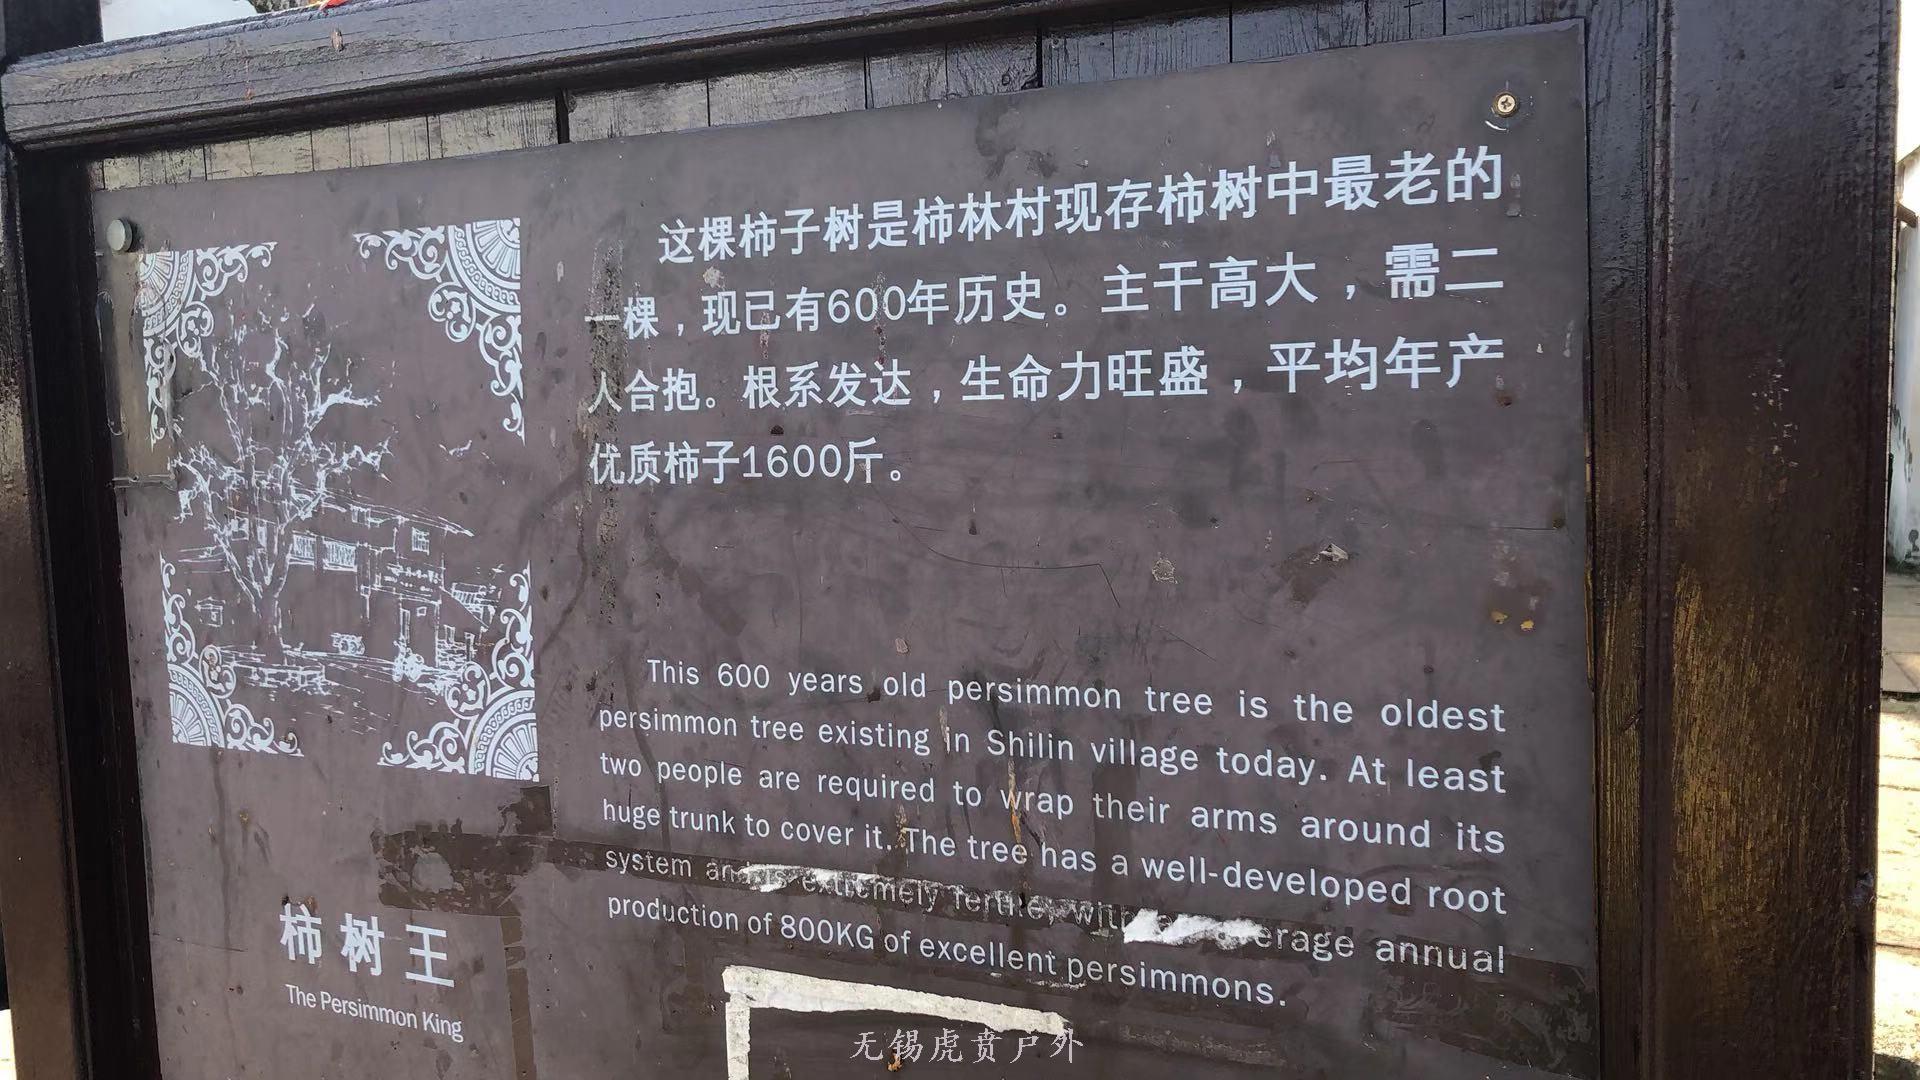 这棵柿子树是柿林村现存柿树中最老的
一棵，现已有600年历史。主干高大，需二
人合抱。根系发达，生命力旺盛，平均年产
优质柿子1600斤。
This 600 years old persimmon tree is the oldest
persimmon tree existing in Shilin village today. At least
two people are required to wrap their arms around its
huge trunk to cover it. The tree has a well-developed root
system and is extremely fertile, with annual
production of 800KG of excellent persimmons.
柿树王
The Persimmon King
无锡虎贲户外